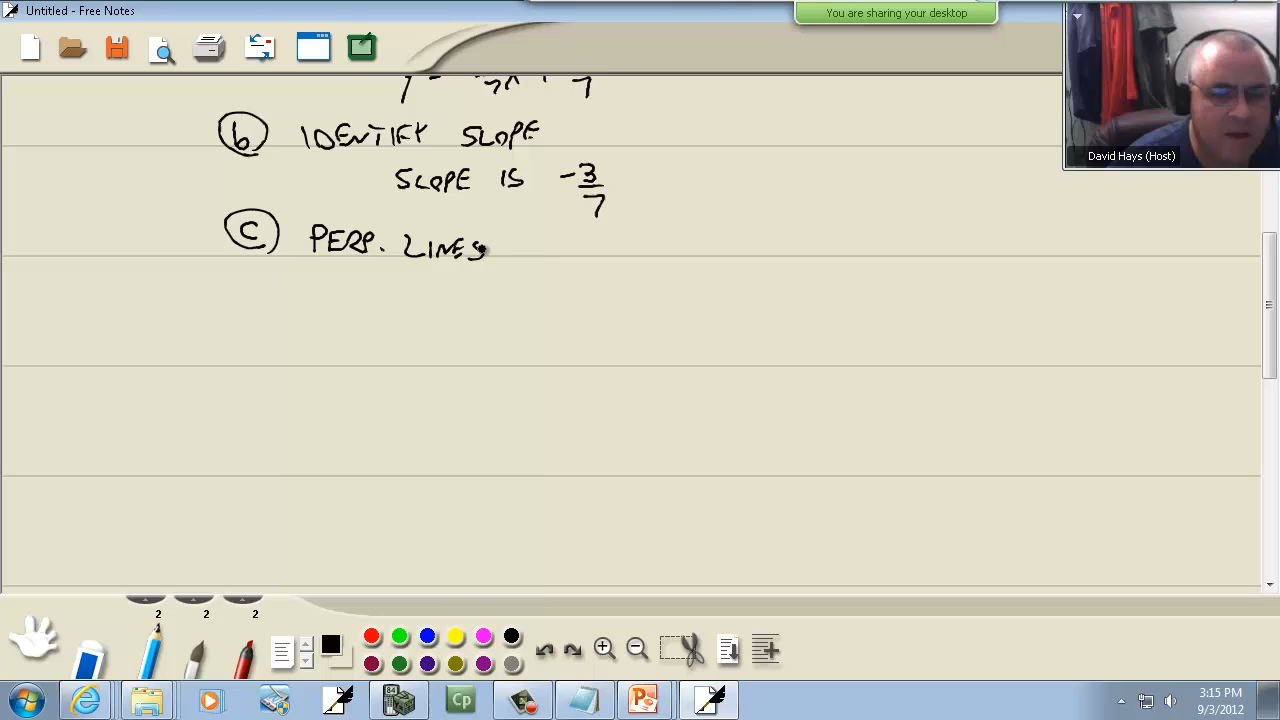 Untitled - Free Notes
You are sharing your desktop
David Hays (Host)
b IDENTIFY SLOPE
SLOPE IS -3/7
c PERP. LINES
2 2 2
Cp
3:15 PM
9/3/2012